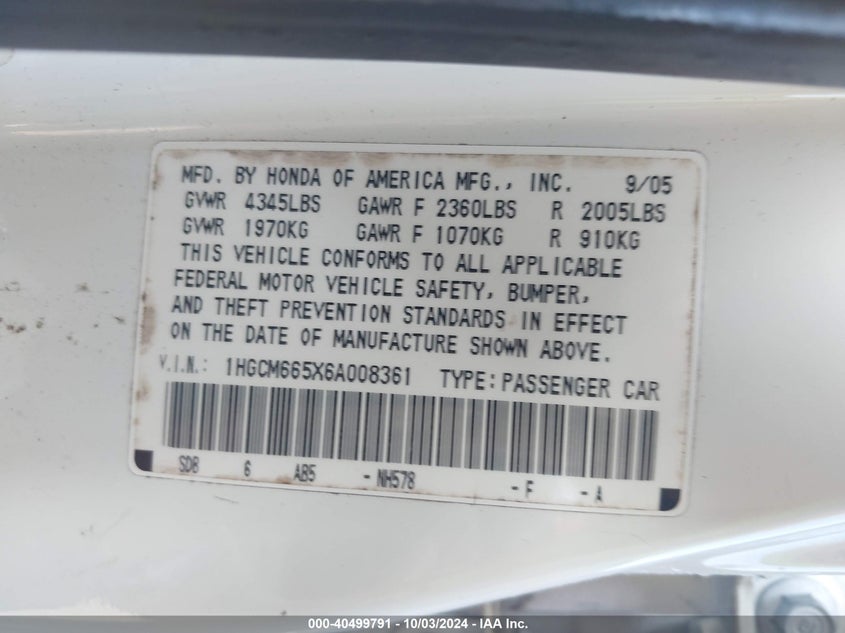 MFD. BY HONDA OF AMERICA MFG., INC. 9/05
GVWR 4345LBS GAWR F 2360LBS R 2005LBS
GVWR 1970KG GAWR F 1070KG R 910KG
THIS VEHICLE CONFORMS TO ALL APPLICABLE
FEDERAL MOTOR VEHICLE SAFETY, BUMPER,
AND THEFT PREVENTION STANDARDS IN EFFECT
ON THE DATE OF MANUFACTURE SHOWN ABOVE.
V.I.N.: 1HGCM665X6A008361 TYPE: PASSENGER CAR
SDB 6 AB5 - NH578 - F - A
000-40499791 - 10/03/2024 - IAA Inc.